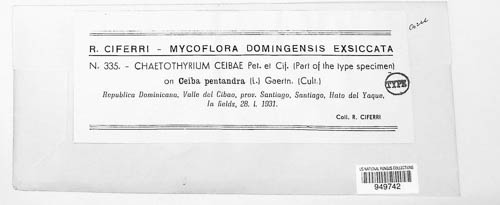 R. CIFERRI - MYCOFLORA DOMINGENSIS EXSICCATA
N. 335. - CHAETOTHYRIUM CEIBAE Pet. et Cif. (Part of the type specimen)
on Ceiba pentandra (L.) Gaertn. (Cult.)
TYPE
Republica Dominicana, Valle del Cibao, prov. Santiago, Santiago, Hato del Yaque,
In fields, 28. I. 1931.
Coll. R. CIFERRI
US NATIONAL FUNGUS COLLECTIONS
949742